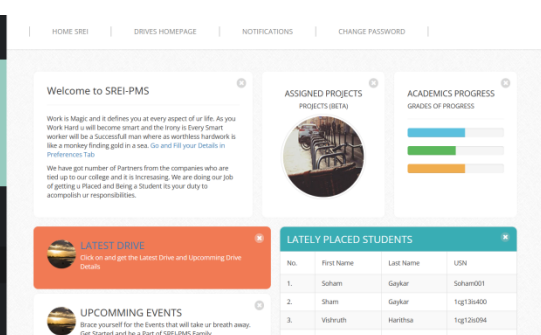 HOME SREI
DRIVES HOMEPAGE
NOTIFICATIONS
CHANGE PASSWORD
Welcome to SREI-PMS
Work is Magic and it defines you at every aspect of ur life. As you
Work Hard u will become smart and the Irony is Every Smart
worker will be a Successfull man where as worthless hardwork is
like a monkey finding gold in a sea. Go and Fill your Details in
Preferences Tab
We have got number of Partners from the companies who are
tied up to our college and it is Incresasing. We are doing our Job
of getting u Placed and Being a Student its your duty to
acompolish ur responsibilities.
ASSIGNED PROJECTS
PROJECTS (BETA)
ACADEMICS PROGRESS
GRADES OF PROGRESS
LATEST DRIVE
Click on and get the Latest Drive and Upcomming Drive
Details
UPCOMMING EVENTS
Brace yourself for the Events that will take ur breath away.
Get Started and be a Part of SREI-PMS Family
LATELY PLACED STUDENTS
No. First Name Last Name USN
1. Soham Gaykar Soham001
2. Sham Gaykar 1cg13is400
3. Vishruth Harithsa 1cg12is094